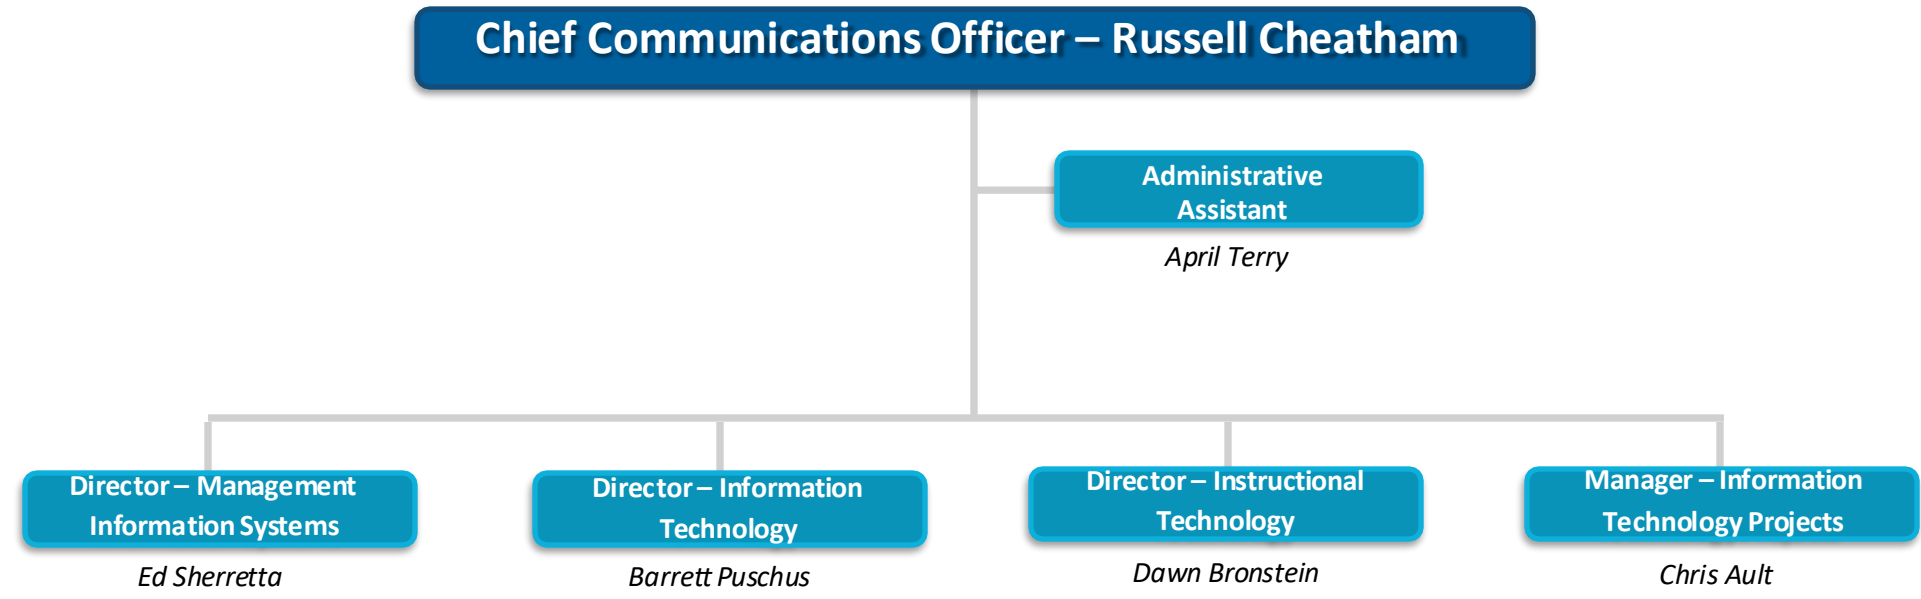 Chief Communications Officer – Russell Cheatham
Administrative
Assistant
April Terry
Director – Management
Information Systems
Ed Sherretta
Director – Information
Technology
Barrett Puschus
Director – Instructional
Technology
Dawn Bronstein
Manager – Information
Technology Projects
Chris Ault